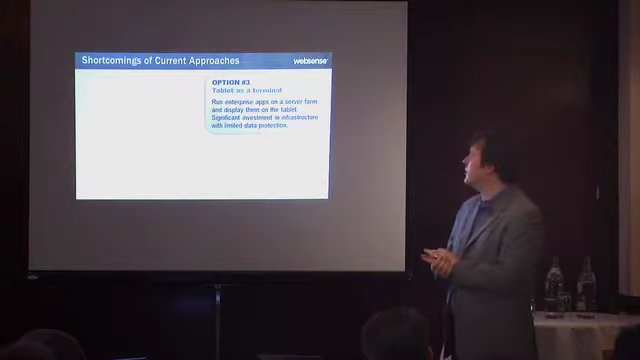 Shortcomings of Current Approaches
websense
OPTION #3
Tablet as a terminal
Run enterprise apps on a server farm
and display them on the tablet.
Significant investment in infrastructure
with limited data protection.